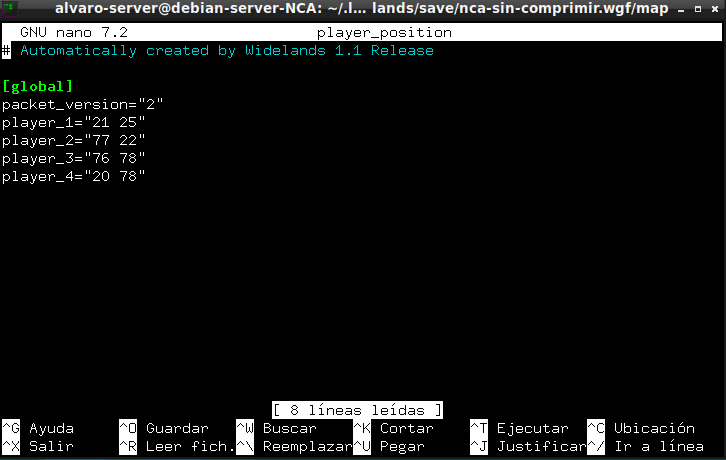 alvaro-server@debian-server-NCA: ~/.l... lands/save/nca-sin-comprimir.wgf/map
GNU nano 7.2 player_position
# Automatically created by Widelands 1.1 Release
[global]
packet_version="2"
player_1="21 25"
player_2="77 22"
player_3="76 78"
player_4="20 78"
[ 8 líneas leídas ]
^G Ayuda ^O Guardar ^W Buscar ^K Cortar ^T Ejecutar ^C Ubicación
^X Salir ^R Leer fich. ^\ Reemplazar ^U Pegar ^J Justificar ^/ Ir a línea